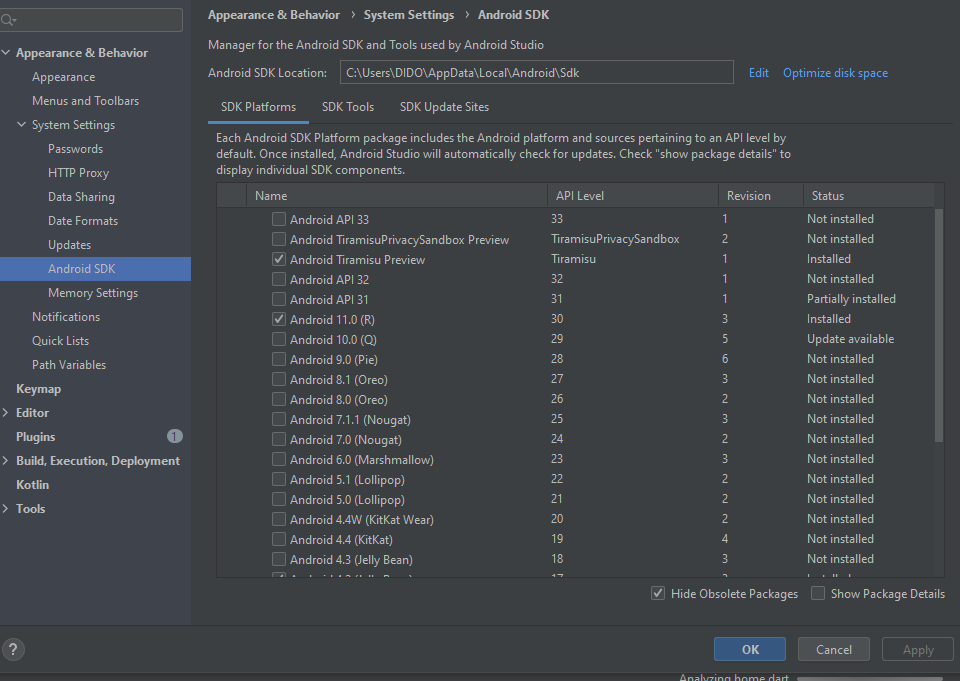 Appearance & Behavior › System Settings › Android SDK
Appearance & Behavior
Appearance
Menus and Toolbars
System Settings
Passwords
HTTP Proxy
Data Sharing
Date Formats
Updates
Android SDK
Memory Settings
Notifications
Quick Lists
Path Variables
Keymap
Editor
Plugins 1
Build, Execution, Deployment
Kotlin
Tools
Manager for the Android SDK and Tools used by Android Studio
Android SDK Location: C:\Users\DIDO\AppData\Local\Android\Sdk Edit Optimize disk space
SDK Platforms SDK Tools SDK Update Sites
Each Android SDK Platform package includes the Android platform and sources pertaining to an API level by
default. Once installed, Android Studio will automatically check for updates. Check "show package details" to
display individual SDK components.
Name API Level Revision Status
Android API 33 33 1 Not installed
Android TiramisuPrivacySandbox Preview TiramisuPrivacySandbox 2 Not installed
Android Tiramisu Preview Tiramisu 1 Installed
Android API 32 32 1 Not installed
Android API 31 31 1 Partially installed
Android 11.0 (R) 30 3 Installed
Android 10.0 (Q) 29 5 Update available
Android 9.0 (Pie) 28 6 Not installed
Android 8.1 (Oreo) 27 3 Not installed
Android 8.0 (Oreo) 26 2 Not installed
Android 7.1.1 (Nougat) 25 3 Not installed
Android 7.0 (Nougat) 24 2 Not installed
Android 6.0 (Marshmallow) 23 3 Not installed
Android 5.1 (Lollipop) 22 2 Not installed
Android 5.0 (Lollipop) 21 2 Not installed
Android 4.4W (KitKat Wear) 20 2 Not installed
Android 4.4 (KitKat) 19 4 Not installed
Android 4.3 (Jelly Bean) 18 3 Not installed
Hide Obsolete Packages Show Package Details
? OK Cancel Apply
Analyzing home.dart